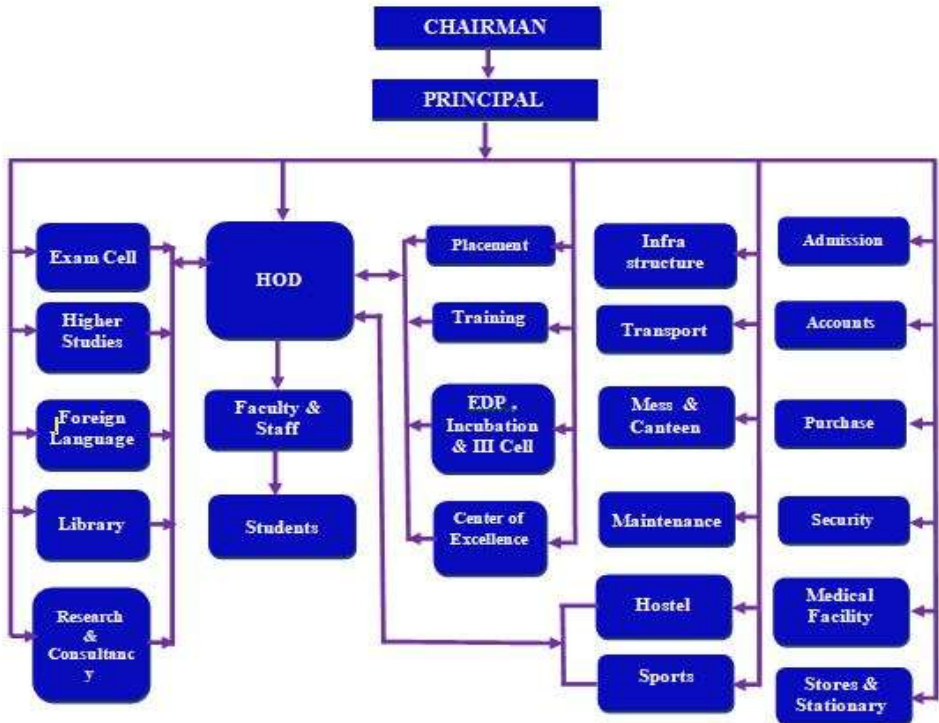 CHAIRMAN
PRINCIPAL
Exam Cell
Higher
Studies
Foreign
Language
Library
Research
&
Consultanc
y
HOD
Faculty &
Staff
Students
Placement
Training
EDP ,
Incubation
& III Cell
Center of
Excellence
Infra
structure
Transport
Mess &
Canteen
Maintenance
Hostel
Sports
Admission
Accounts
Purchase
Security
Medical
Facility
Stores &
Stationary